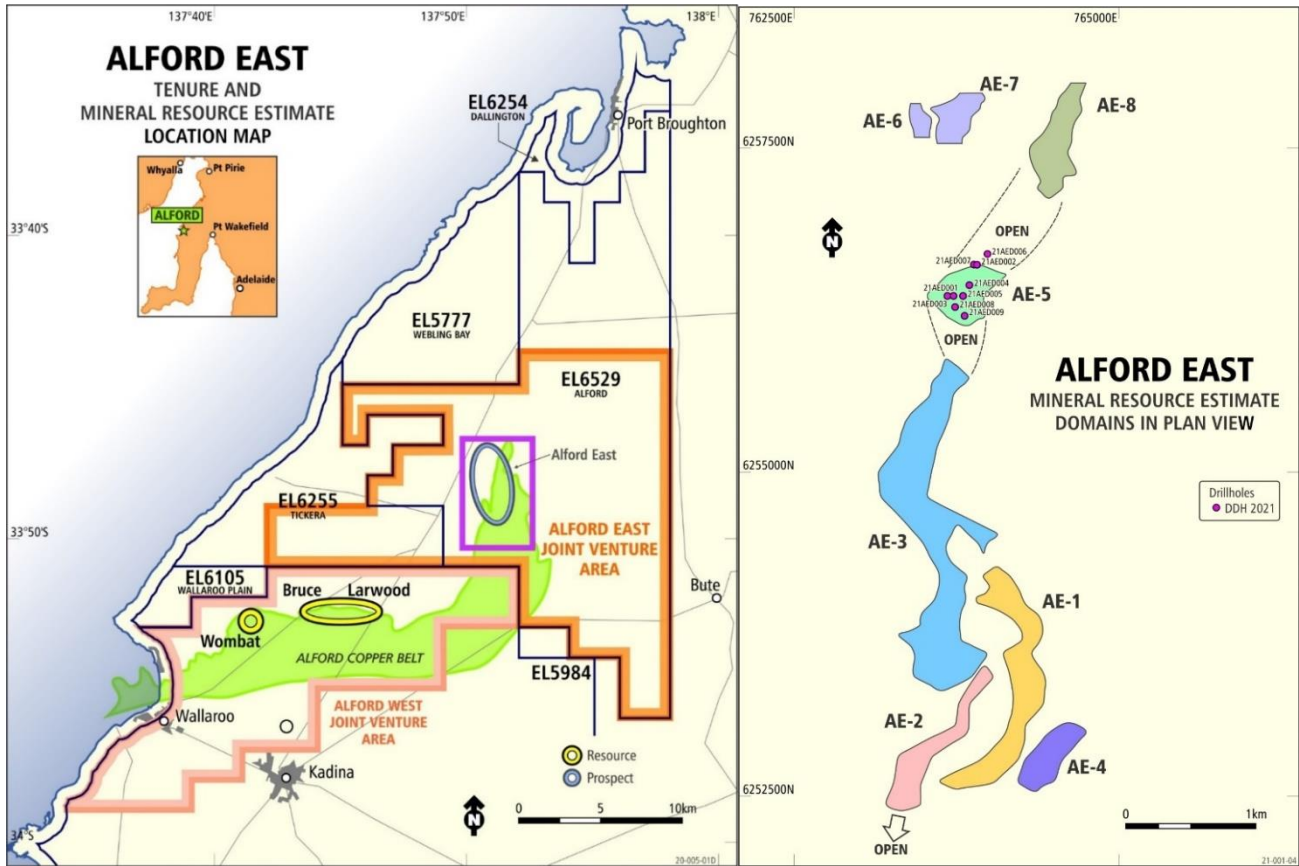 137°40'
137°50'
138°E
ALFORD EAST
TENURE AND
MINERAL RESOURCE ESTIMATE
LOCATION MAP
Whyalla
Pt Pirie
ALFORD
Pt Wakefield
Adelaide
EL6254
DALLINGTON
Port Broughton
33°40'S
EL5777
WEBLING BAY
EL6529
ALFORD
Alford East
EL6255
TICKERA
33°50'S
ALFORD EAST
JOINT VENTURE
AREA
EL6105
WALLAROO PLAIN
Bruce
Larwood
Wombat
Bute
ALFORD COPPER BELT
EL5984
ALFORD WEST
JOINT VENTURE
AREA
Wallaroo
Kadina
Resource
Prospect
N
0
5
10km
34°S
20-005-01D
762500E
765000E
AE-7
AE-6
AE-8
6257500N
N
OPEN
21AED006
21AED007
21AED002
21AED004
21AED001
21AED005
AE-5
21AED003
21AED008
21AED009
OPEN
ALFORD EAST
MINERAL RESOURCE ESTIMATE
DOMAINS IN PLAN VIEW
6255000N
Drillholes
DDH 2021
AE-3
AE-1
AE-2
AE-4
6252500N
OPEN
0
1km
21-001-04